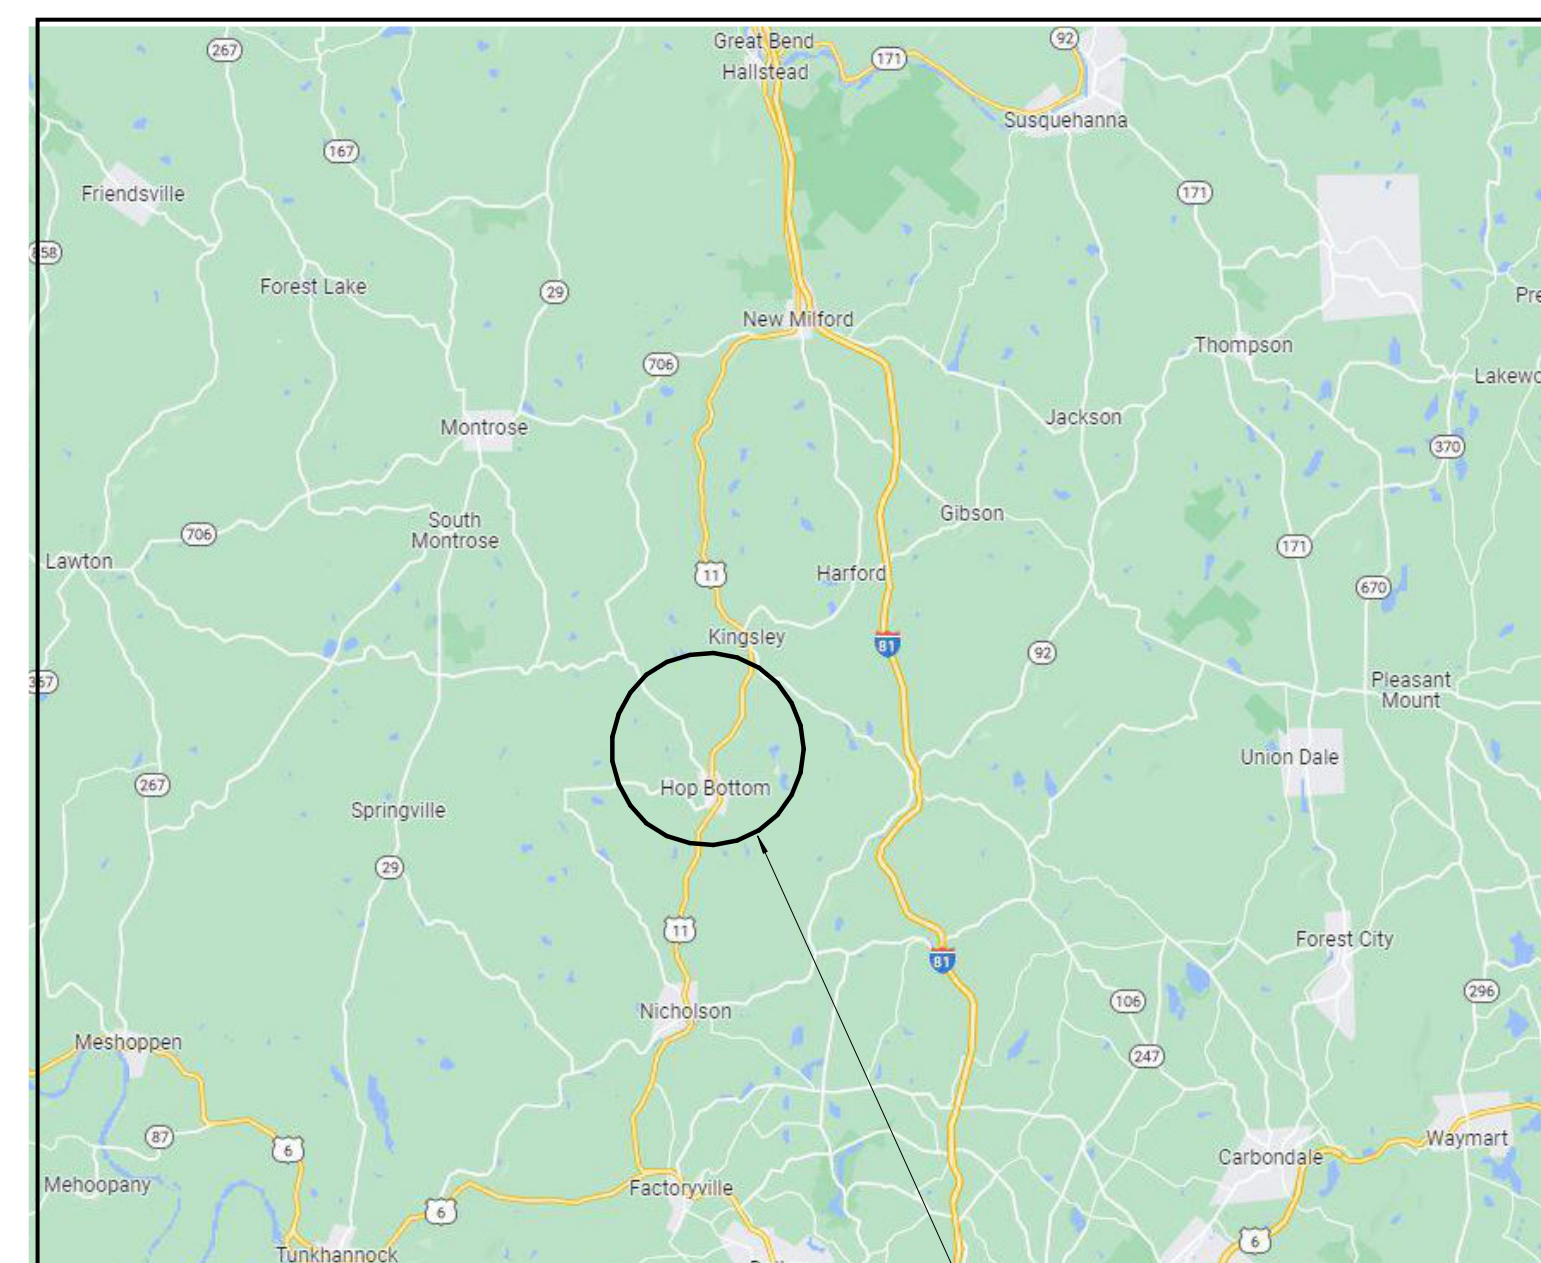 Great Bend
92
267
171
Hallstead
Susquehanna
167
Friendsville
171
858
Forest Lake
29
New Milford
Thompson
706
Lakewo
Jackson
Montrose
370
Gibson
South
Montrose
706
171
Lawton
11
Harford
670
Kingsley
81
92
367
Pleasant
Mount
Union Dale
267
Hop Bottom
Springville
29
11
Forest City
81
296
106
Nicholson
Meshoppen
247
87
Waymart
6
Carbondale
Mehoopany
Factoryville
6
6
Tunkhannock